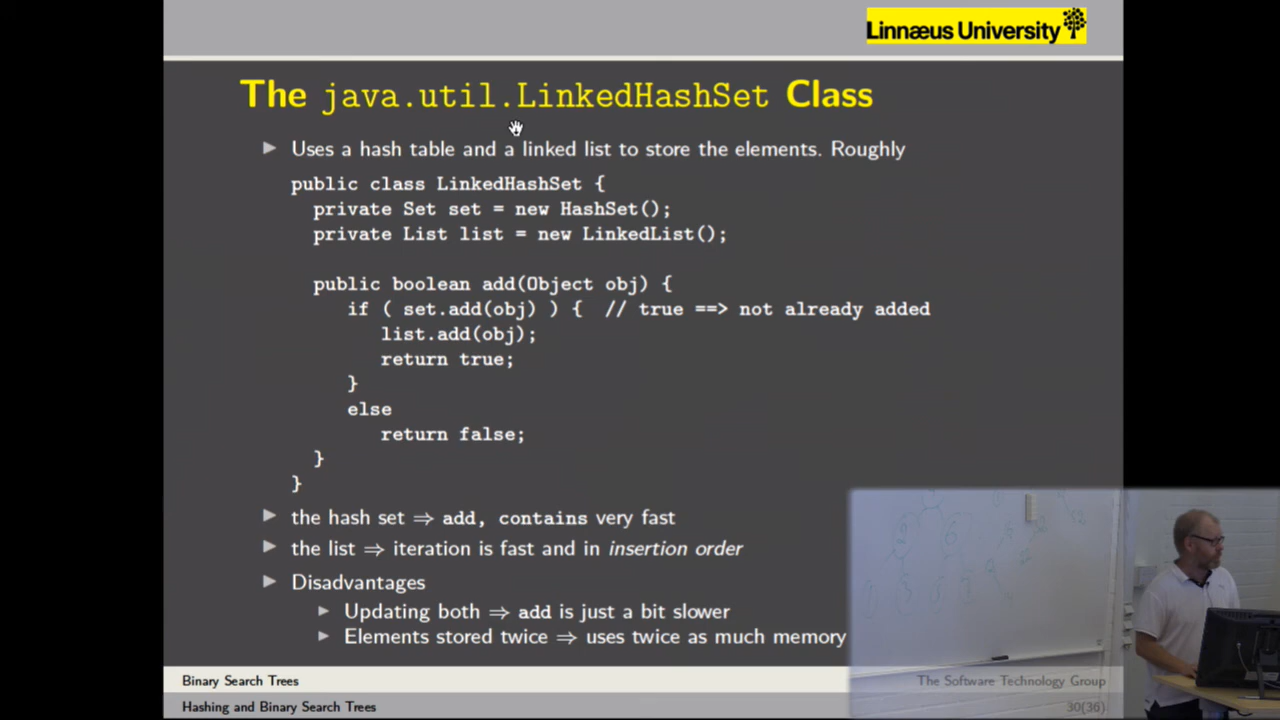 Linnæus University
The java.util.LinkedHashSet Class
Uses a hash table and a linked list to store the elements. Roughly
public class LinkedHashSet {
private Set set = new HashSet();
private List list = new LinkedList();
public boolean add(Object obj) {
if ( set.add(obj) ) { // true ==> not already added
list.add(obj);
return true;
}
else
return false;
}
}
the hash set ⇒ add, contains very fast
the list ⇒ iteration is fast and in insertion order
Disadvantages
Updating both ⇒ add is just a bit slower
Elements stored twice ⇒ uses twice as much memory
Binary Search Trees
The Software Technology Group
Hashing and Binary Search Trees
30(36)